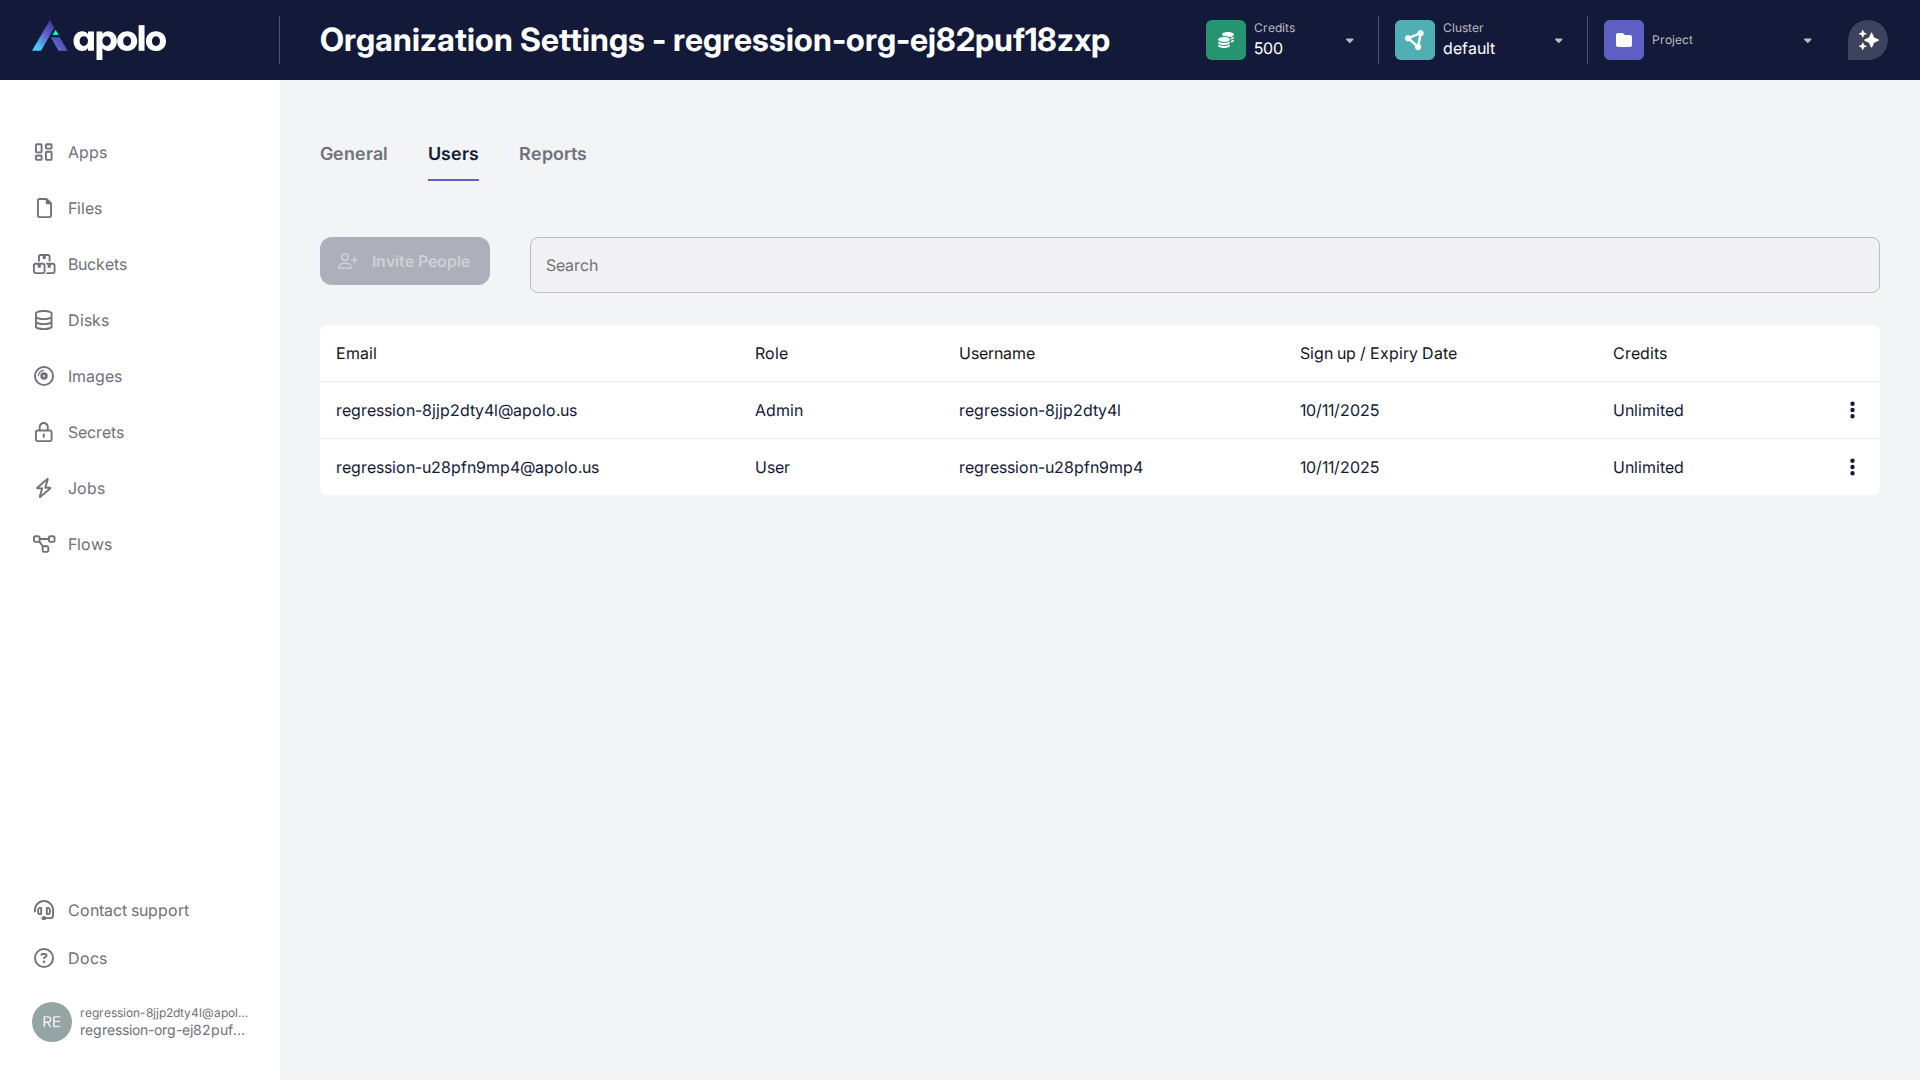 apolo
Organization Settings - regression-org-ej82puf18zxp
Credits
500
Cluster
default
Project
Apps
Files
Buckets
Disks
Images
Secrets
Jobs
Flows
Contact support
Docs
RE
regression-8jjp2dty4l@apol...
regression-org-ej82puf...
General Users Reports
Invite People
Search
Email Role Username Sign up / Expiry Date Credits
regression-8jjp2dty4l@apolo.us Admin regression-8jjp2dty4l 10/11/2025 Unlimited
regression-u28pfn9mp4@apolo.us User regression-u28pfn9mp4 10/11/2025 Unlimited